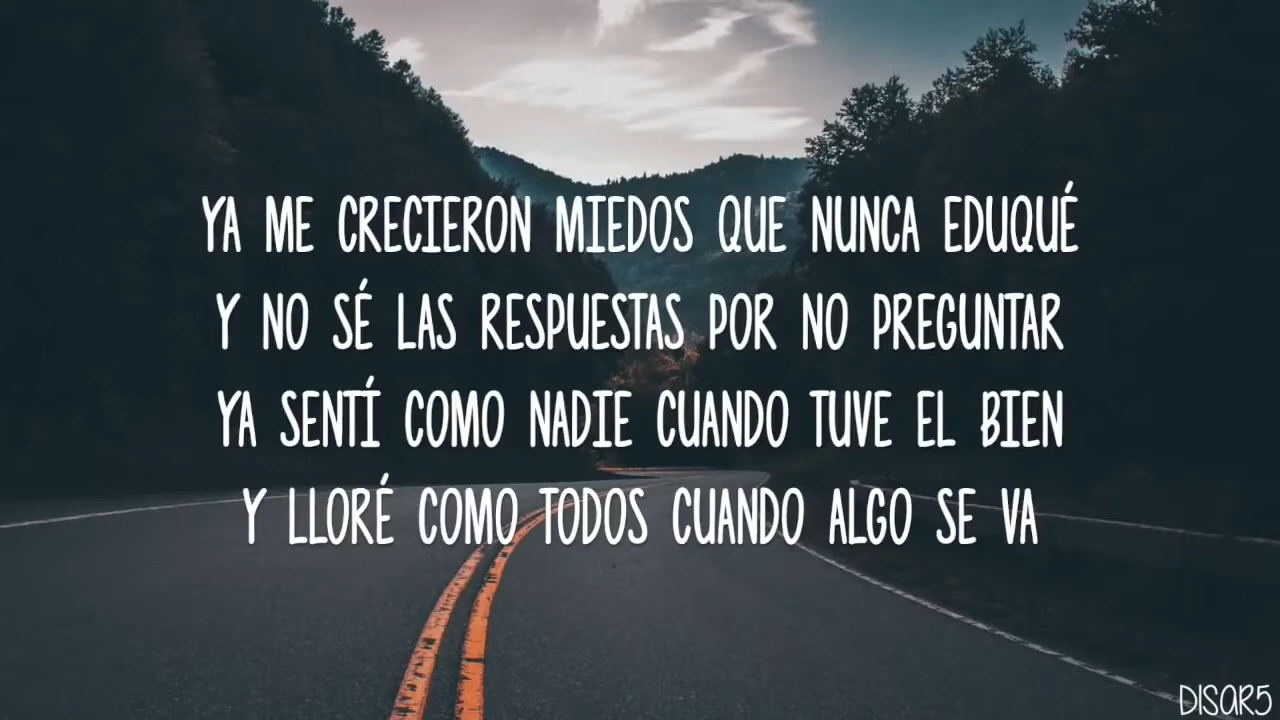 YA ME CRECIERON MIEDOS QUE NUNCA EDUQUÉ
Y NO SÉ LAS RESPUESTAS POR NO PREGUNTAR
YA SENTÍ COMO NADIE CUANDO TUVE EL BIEN
Y LLORÉ COMO TODOS CUANDO ALGO SE VA
DISAR5